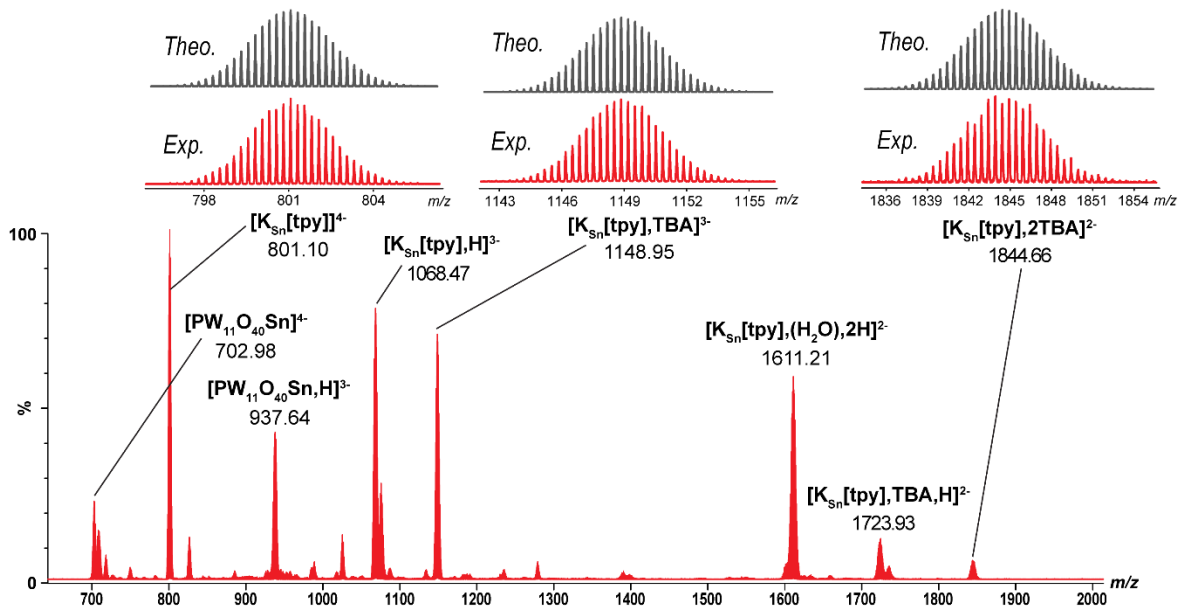 Theo.
Theo.
Theo.
Exp.
Exp.
Exp.
798 801 804 m/z
1143 1146 1149 1152 1155 m/z
1836 1839 1842 1845 1848 1851 1854 m/z
[K_Sn[tpy]]⁴⁻
801.10
[K_Sn[tpy],H]³⁻
1068.47
[K_Sn[tpy],TBA]³⁻
1148.95
[K_Sn[tpy],2TBA]²⁻
1844.66
[PW₁₁O₄₀Sn]⁴⁻
702.98
[PW₁₁O₄₀Sn,H]³⁻
937.64
[K_Sn[tpy],(H₂O),2H]²⁻
1611.21
[K_Sn[tpy],TBA,H]²⁻
1723.93
100
%
0
700 800 900 1000 1100 1200 1300 1400 1500 1600 1700 1800 1900 2000 m/z